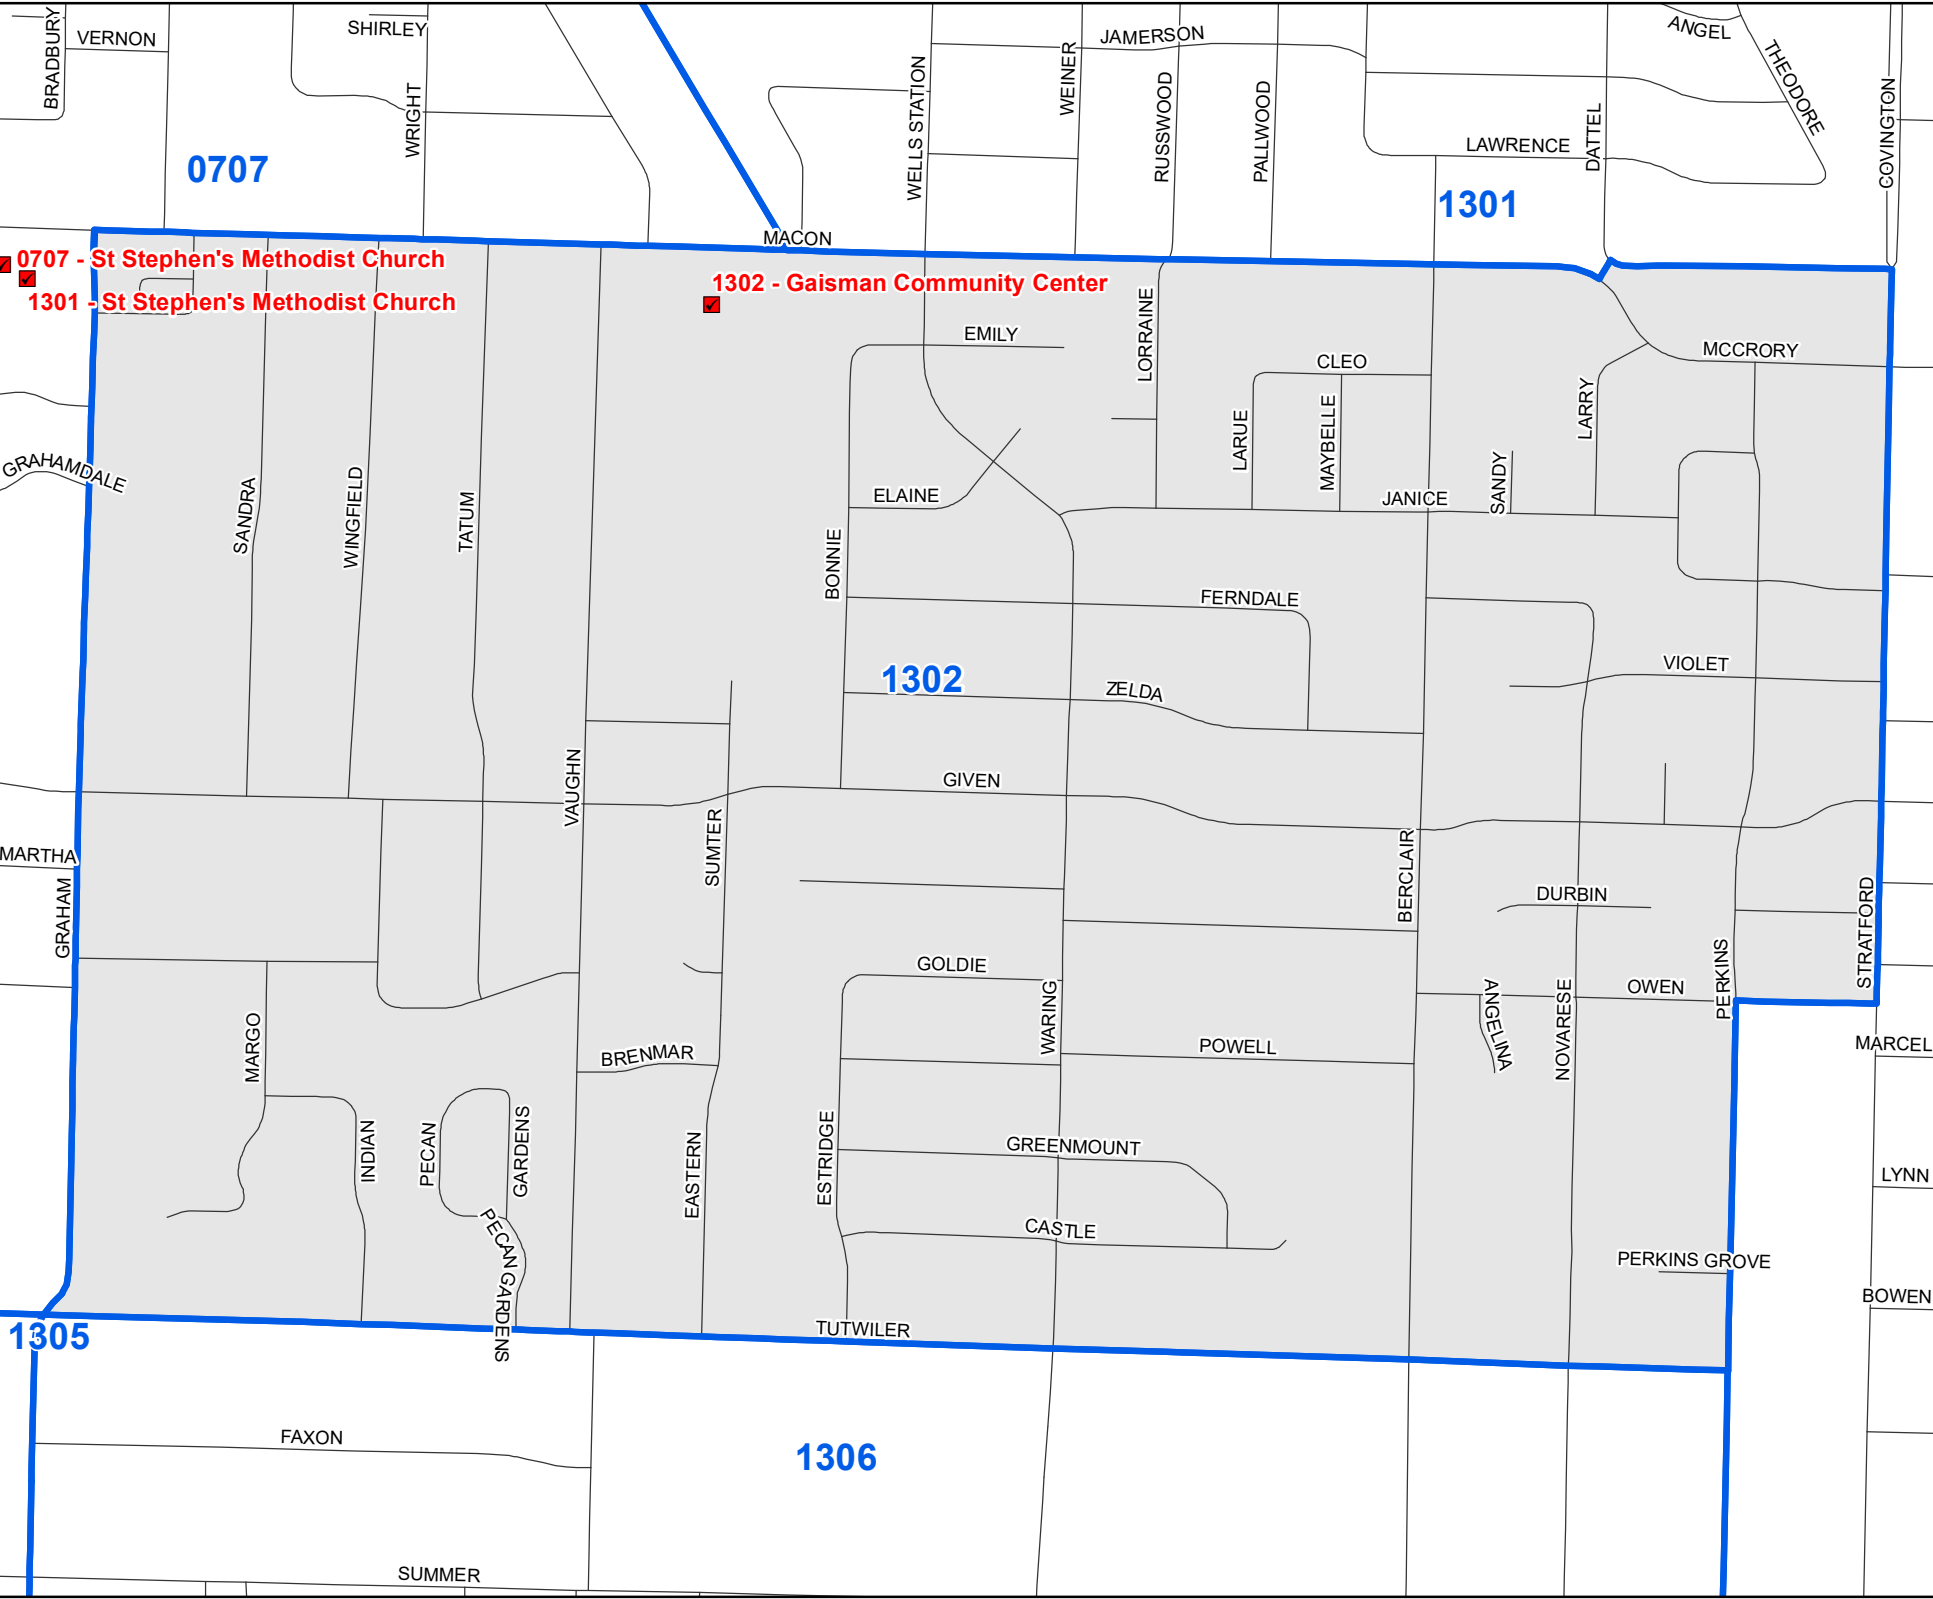 BRADBURY
VERNON
SHIRLEY
WRIGHT
WELLS STATION
WEINER
JAMERSON
RUSSWOOD
PALLWOOD
LAWRENCE
DATTEL
ANGEL
THEODORE
COVINGTON
0707
1301
MACON
0707 - St Stephen's Methodist Church
1301 - St Stephen's Methodist Church
1302 - Gaisman Community Center
EMILY
LORRAINE
CLEO
MCCRORY
LARUE
MAYBELLE
LARRY
GRAHAMDALE
SANDRA
WINGFIELD
TATUM
ELAINE
JANICE
SANDY
BONNIE
FERNDALE
1302
ZELDA
VIOLET
VAUGHN
GIVEN
SUMTER
MARTHA
GRAHAM
BERCLAIR
DURBIN
STRATFORD
GOLDIE
WARING
ANGELINA
NOVARESE
OWEN
PERKINS
MARGO
BRENMAR
POWELL
MARCEL
INDIAN
PECAN
GARDENS
EASTERN
ESTRIDGE
GREENMOUNT
LYNN
PECAN GARDENS
CASTLE
PERKINS GROVE
BOWEN
1305
TUTWILER
FAXON
1306
SUMMER